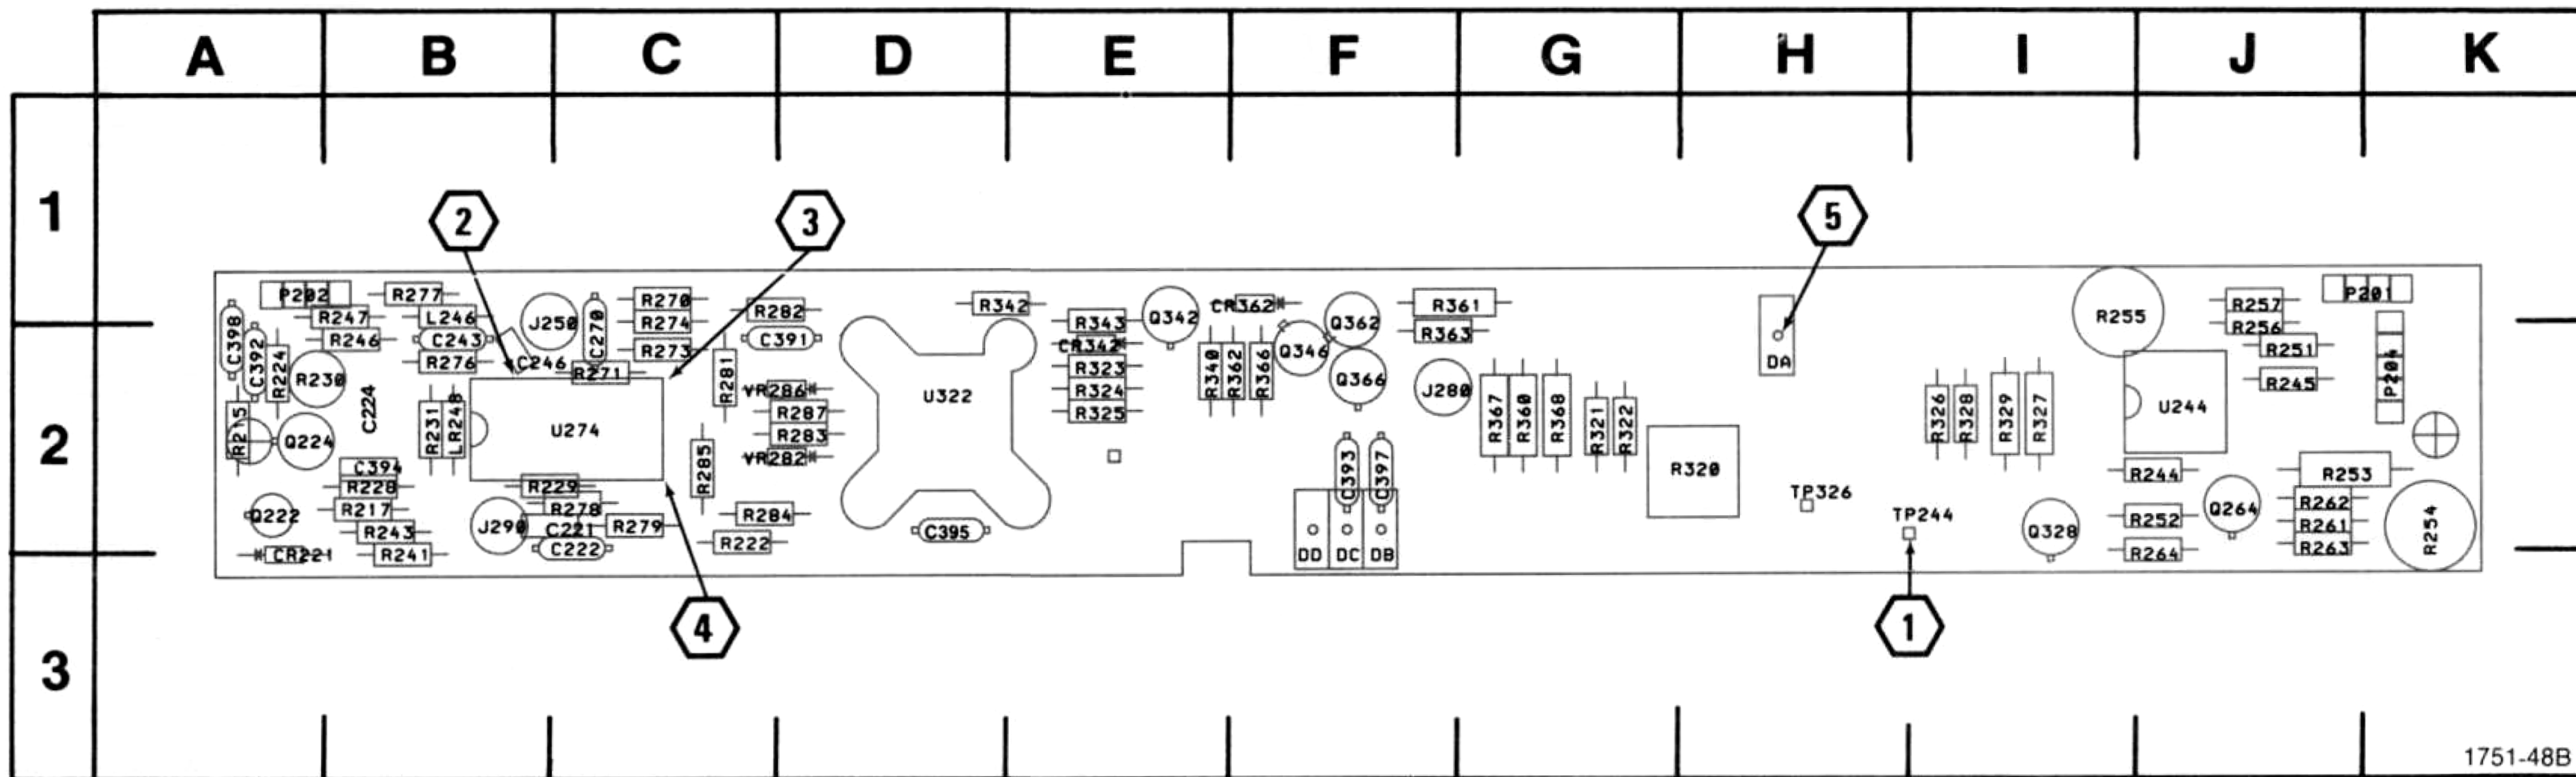 A B C D E F G H I J K
1
2 3 5
P202 R277 R270 R282 R342 CR362 R361 R257 P201
C398 R247 L246 J250 C270 R274 R343 Q342 Q362 R255 R256
C392 R246 C243 R273 C391 CR342 Q346 R363 R251
R224 R230 R276 C246 R271 R281 R323 R340 R362 R366 Q366 J280 DA R245 P204
C224 VR286 U322 R324
R215 Q224 R231 LR248 U274 R287 R325 R367 R360 R368 R321 R322 R326 R328 R329 R327 U244
2
R283
C394 R285 VR282 C393 C397 R320 R244 R253
R228 R229 TP326 R262
Q222 R217 R278 R284 TP244 Q264
R243 J290 C221 R279 C395 DD DC DB Q328 R252 R261 R254
CR221 R241 C222 R222 R264 R263
4 1
3
1751-48B